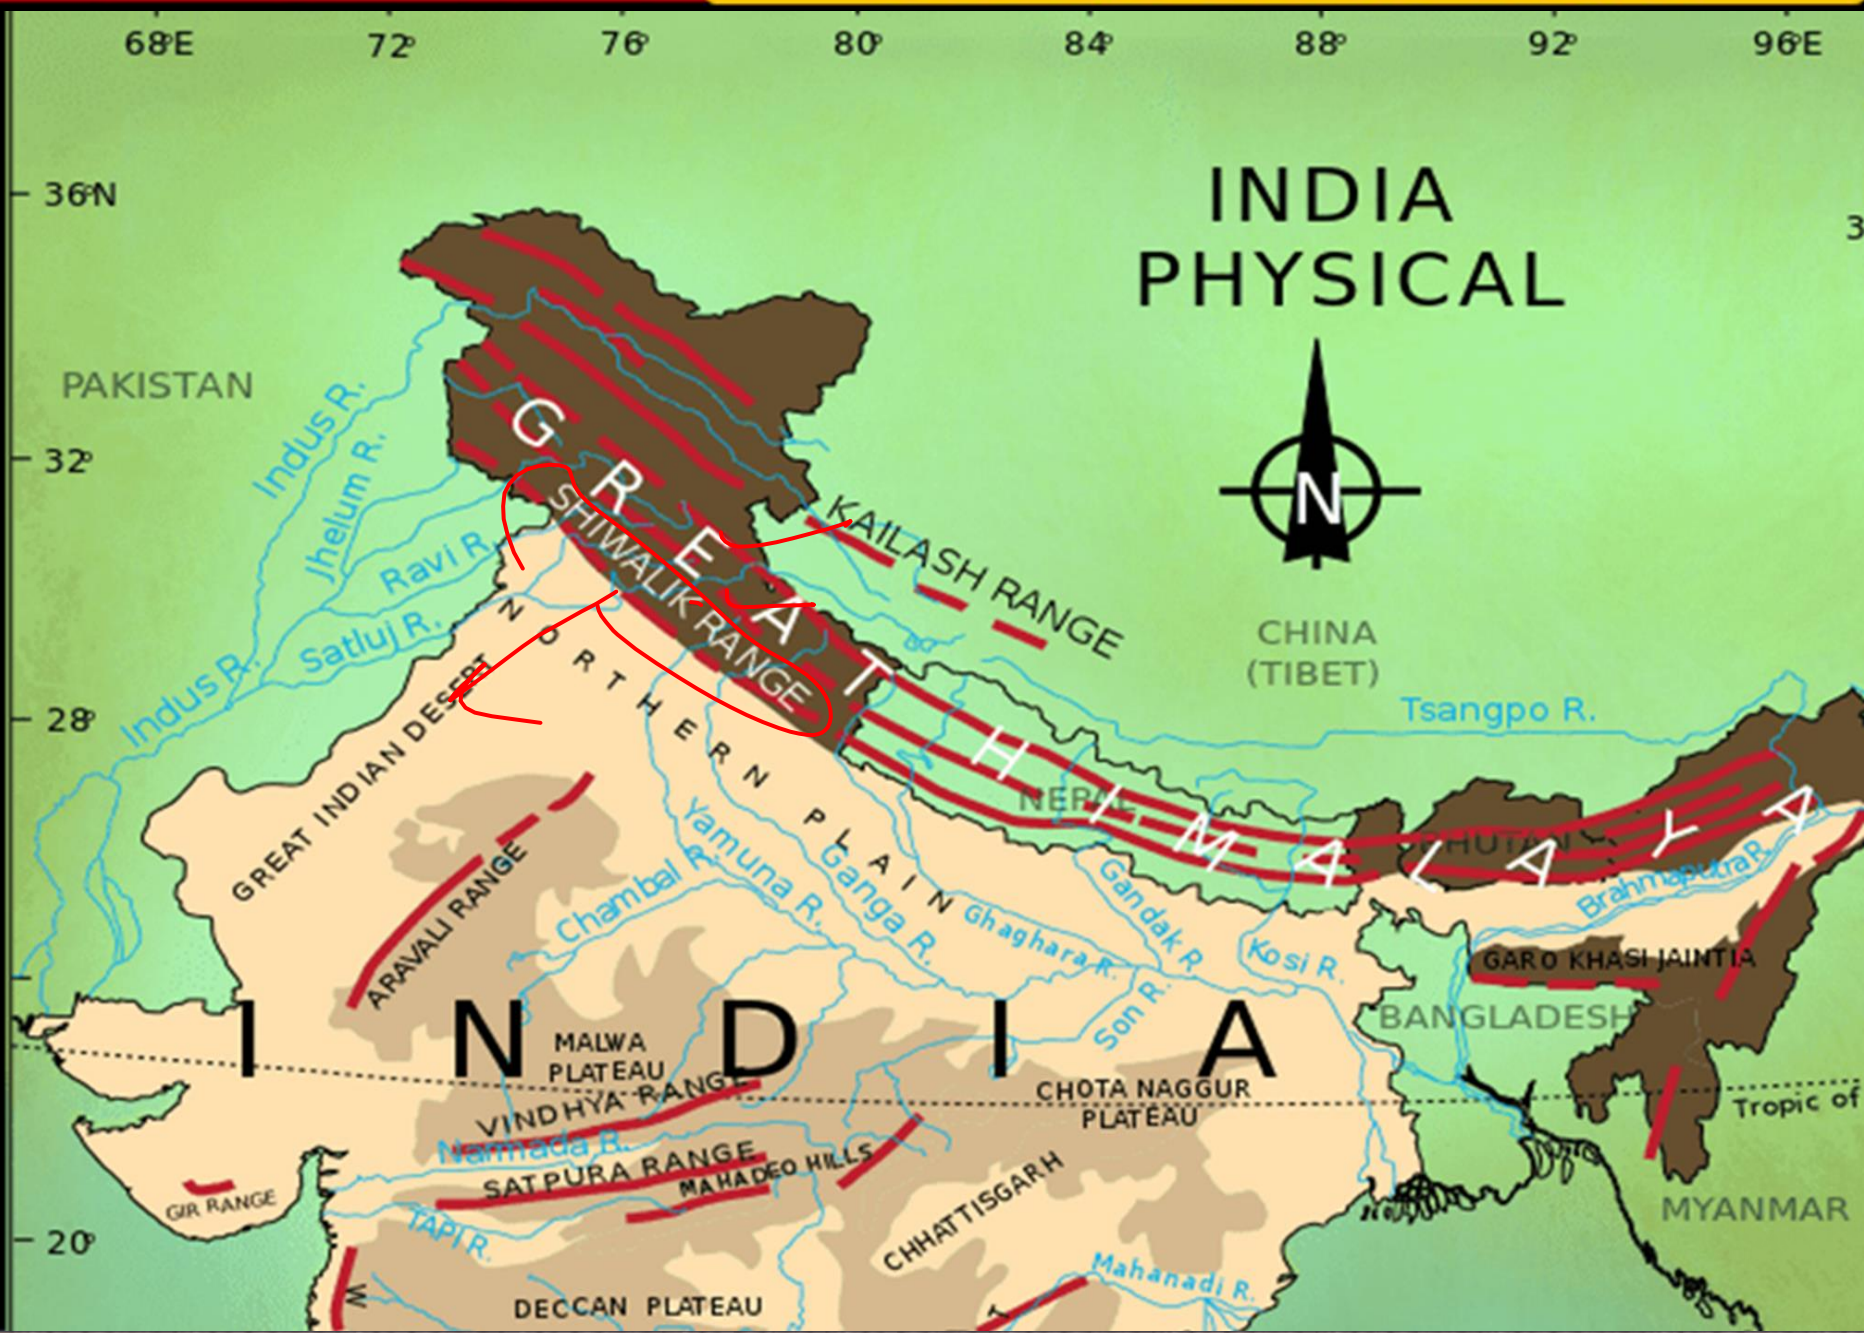 68°E 72° 76° 80° 84° 88° 92° 96°E
36°N
INDIA
PHYSICAL
3
PAKISTAN
32°
Indus R.
Jhelum R.
Ravi R.
Satluj R.
Indus R.
GREAT HIMALAYA
SHIWALIK RANGE
KAILASH RANGE
N
CHINA
(TIBET)
Tsangpo R.
28°
NORTHERN PLAIN
GREAT INDIAN DESERT
NEPAL
BHUTAN
Brahmaputra R.
ARAVALI RANGE
Chambal R.
Yamuna R.
Ganga R.
Ghaghara R.
Gandak R.
Kosi R.
Son R.
GARO KHASI JAINTIA
BANGLADESH
INDIA
MALWA
PLATEAU
VINDHYA RANGE
CHOTA NAGGUR
PLATEAU
Tropic of
Narmada R.
SATPURA RANGE
MAHADEO HILLS
GIR RANGE
TAPI R.
CHHATTISGARH
MYANMAR
20°
Mahanadi R.
W
DECCAN PLATEAU